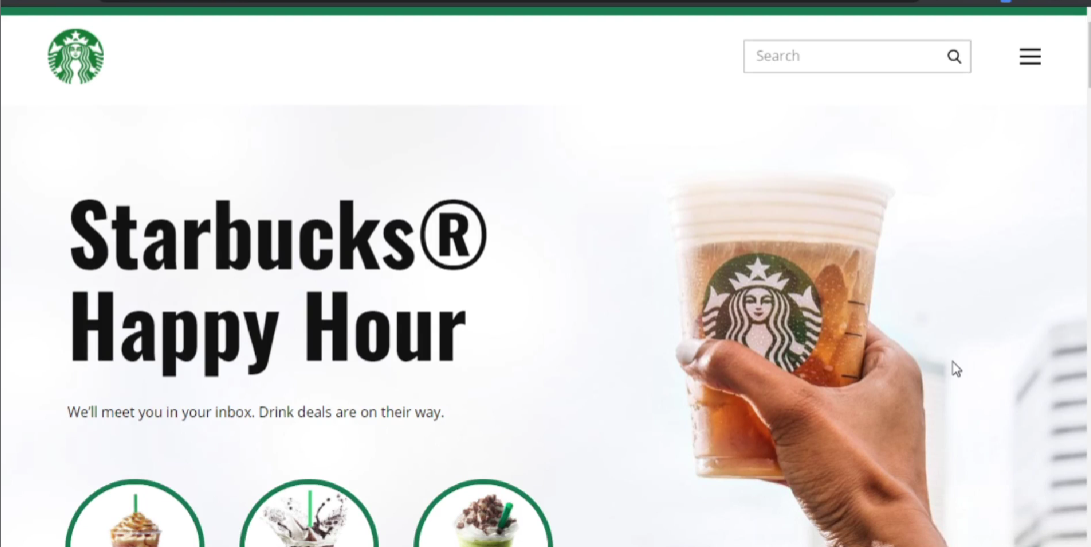 Search
Starbucks®
Happy Hour
We'll meet you in your inbox. Drink deals are on their way.